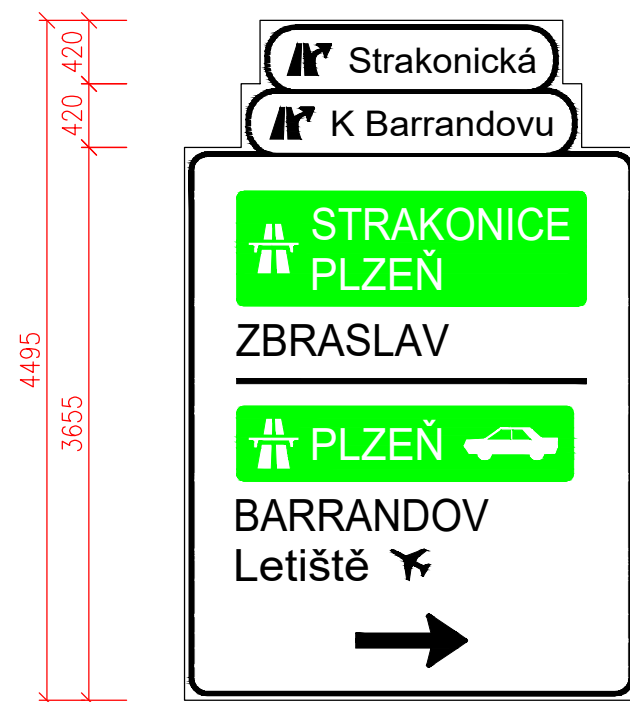 420
Strakonická
420
K Barrandovu
STRAKONICE
PLZEŇ
ZBRASLAV
4495
3655
PLZEŇ
BARRANDOV
Letiště